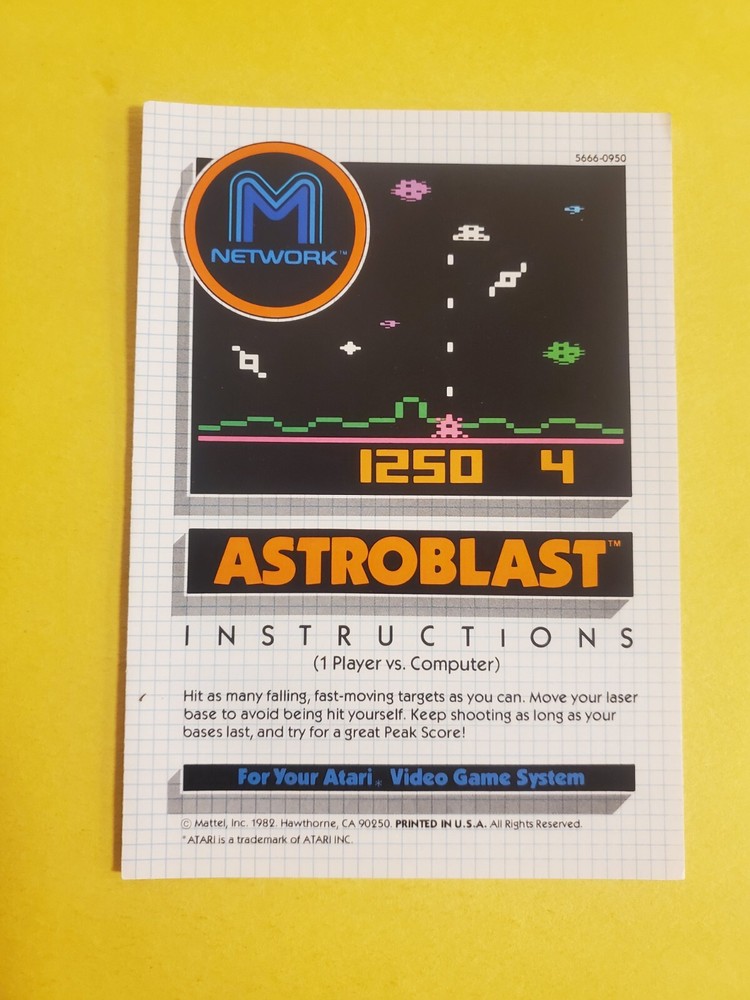 5666-0950
M
NETWORK™
1250 4
ASTROBLAST™
INSTRUCTIONS
(1 Player vs. Computer)
Hit as many falling, fast-moving targets as you can. Move your laser
base to avoid being hit yourself. Keep shooting as long as your
bases last, and try for a great Peak Score!
For Your Atari® Video Game System
© Mattel, Inc. 1982. Hawthorne, CA 90250. PRINTED IN U.S.A. All Rights Reserved.
*ATARI is a trademark of ATARI INC.